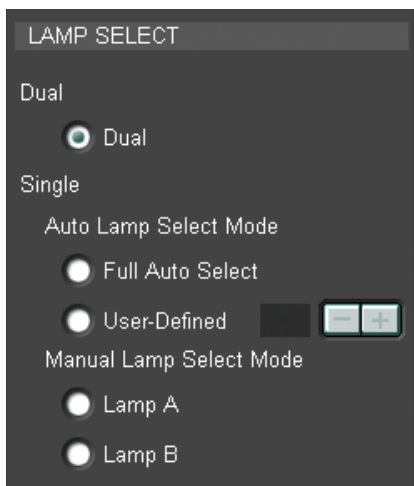 LAMP SELECT
Dual
Dual
Single
Auto Lamp Select Mode
Full Auto Select
User-Defined − +
Manual Lamp Select Mode
Lamp A
Lamp B